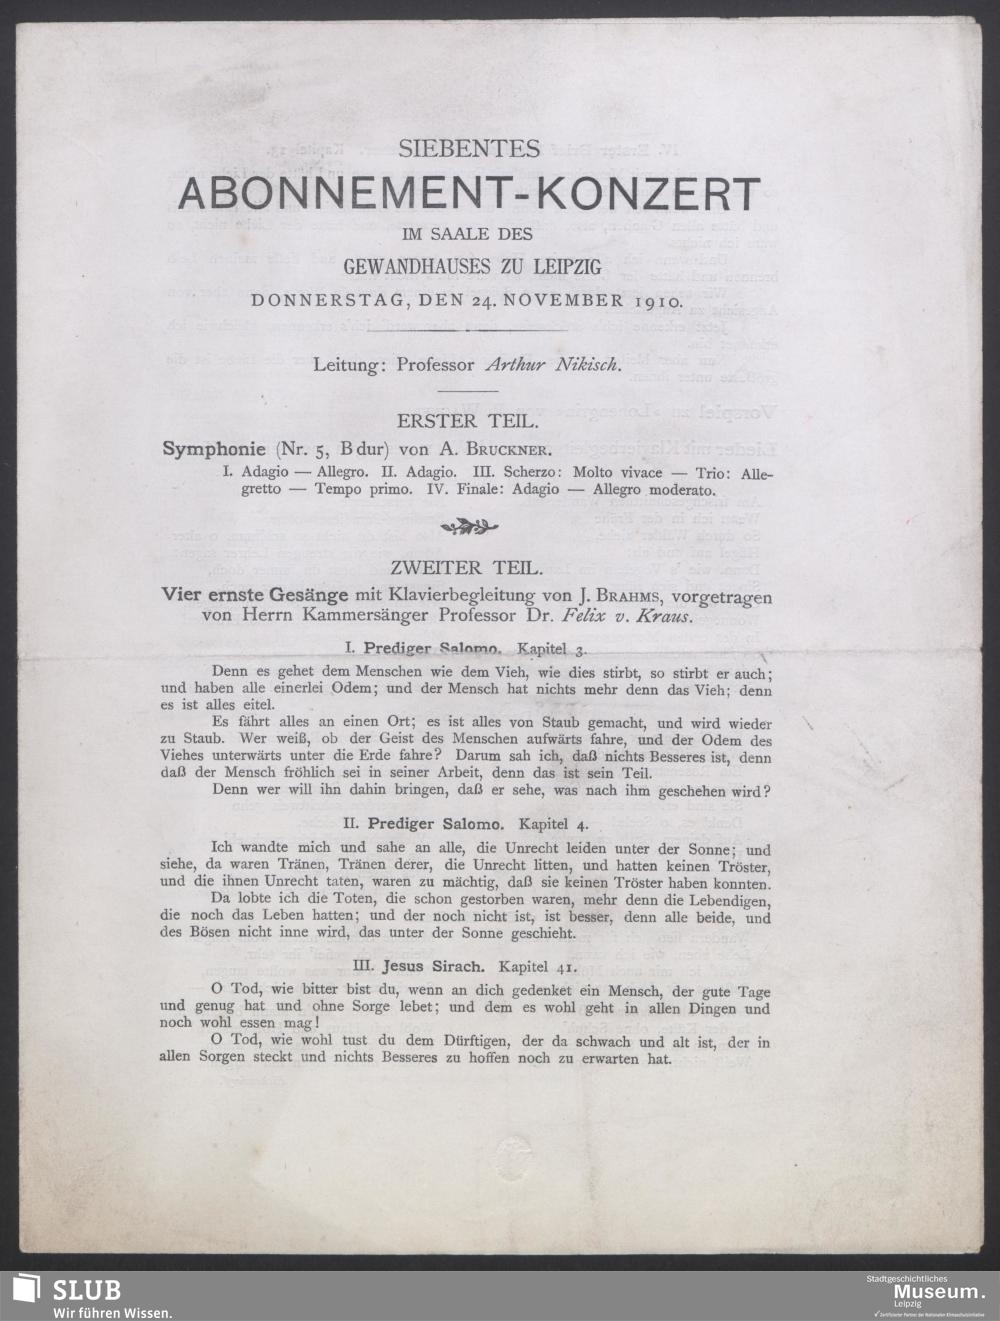 SIEBENTES
ABONNEMENT-KONZERT
IM SAALE DES
GEWANDHAUSES ZU LEIPZIG
DONNERSTAG, DEN 24. NOVEMBER 1910.
Leitung: Professor Arthur Nikisch.
ERSTER TEIL.
Symphonie (Nr. 5, B dur) von A. BRUCKNER.
I. Adagio — Allegro. II. Adagio. III. Scherzo: Molto vivace — Trio: Alle-
gretto — Tempo primo. IV. Finale: Adagio — Allegro moderato.
ZWEITER TEIL.
Vier ernste Gesänge mit Klavierbegleitung von J. BRAHMS, vorgetragen
von Herrn Kammersänger Professor Dr. Felix v. Kraus.
I. Prediger Salomo. Kapitel 3.
Denn es gehet dem Menschen wie dem Vieh, wie dies stirbt, so stirbt er auch;
und haben alle einerlei Odem; und der Mensch hat nichts mehr denn das Vieh; denn
es ist alles eitel.
Es fährt alles an einen Ort; es ist alles von Staub gemacht, und wird wieder
zu Staub. Wer weiß, ob der Geist des Menschen aufwärts fahre, und der Odem des
Viehes unterwärts unter die Erde fahre? Darum sah ich, daß nichts Besseres ist, denn
daß der Mensch fröhlich sei in seiner Arbeit, denn das ist sein Teil.
Denn wer will ihn dahin bringen, daß er sehe, was nach ihm geschehen wird?
II. Prediger Salomo. Kapitel 4.
Ich wandte mich und sahe an alle, die Unrecht leiden unter der Sonne; und
siehe, da waren Tränen, Tränen derer, die Unrecht litten, und hatten keinen Tröster,
und die ihnen Unrecht taten, waren zu mächtig, daß sie keinen Tröster haben konnten.
Da lobte ich die Toten, die schon gestorben waren, mehr denn die Lebendigen,
die noch das Leben hatten; und der noch nicht ist, ist besser, denn alle beide, und
des Bösen nicht inne wird, das unter der Sonne geschieht.
III. Jesus Sirach. Kapitel 41.
O Tod, wie bitter bist du, wenn an dich gedenket ein Mensch, der gute Tage
und genug hat und ohne Sorge lebet; und dem es wohl geht in allen Dingen und
noch wohl essen mag!
O Tod, wie wohl tust du dem Dürftigen, der da schwach und alt ist, der in
allen Sorgen steckt und nichts Besseres zu hoffen noch zu erwarten hat.
SLUB
Wir führen Wissen.
Stadtgeschichtliches
Museum.
Leipzig
Zertifizierter Partner der Nationalen Klimaschutzinitiative